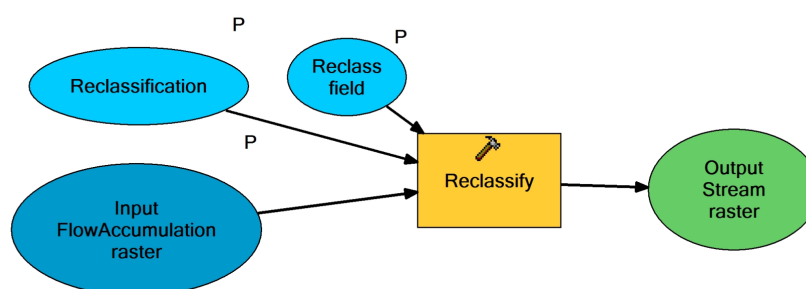 P
P
Reclass
field
Reclassification
P
Reclassify
Input
FlowAccumulation
raster
Output
Stream
raster